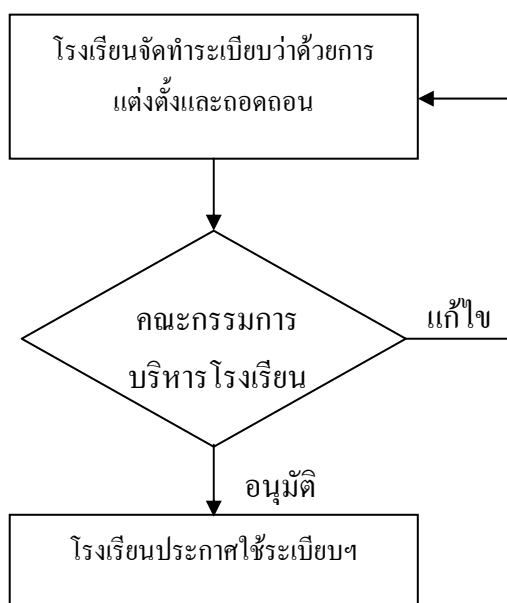 โรงเรียนจัดทำระเบียบว่าด้วยการ
แต่งตั้งและถอดถอน
คณะกรรมการ
บริหารโรงเรียน
แก้ไข
อนุมัติ
โรงเรียนประกาศใช้ระเบียบฯ